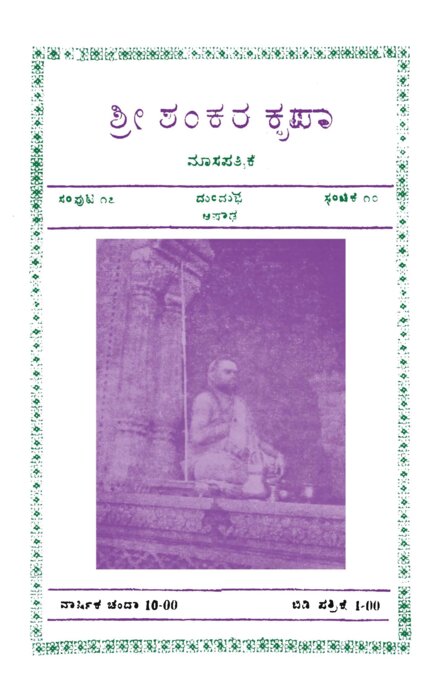 ಶ್ರೀ ಶಂಕರ ಕೃಪಾ
ಮಾಸಪತ್ರಿಕೆ
ಸಂಪುಟ ೧೭ ದುಂದುಭಿ ಸಂಚಿಕೆ ೧೦
ಆಷಾಢ
ವಾರ್ಷಿಕ ಚಂದಾ 10-00 ಬಿಡಿ ಪತ್ರಿಕೆ 1-00